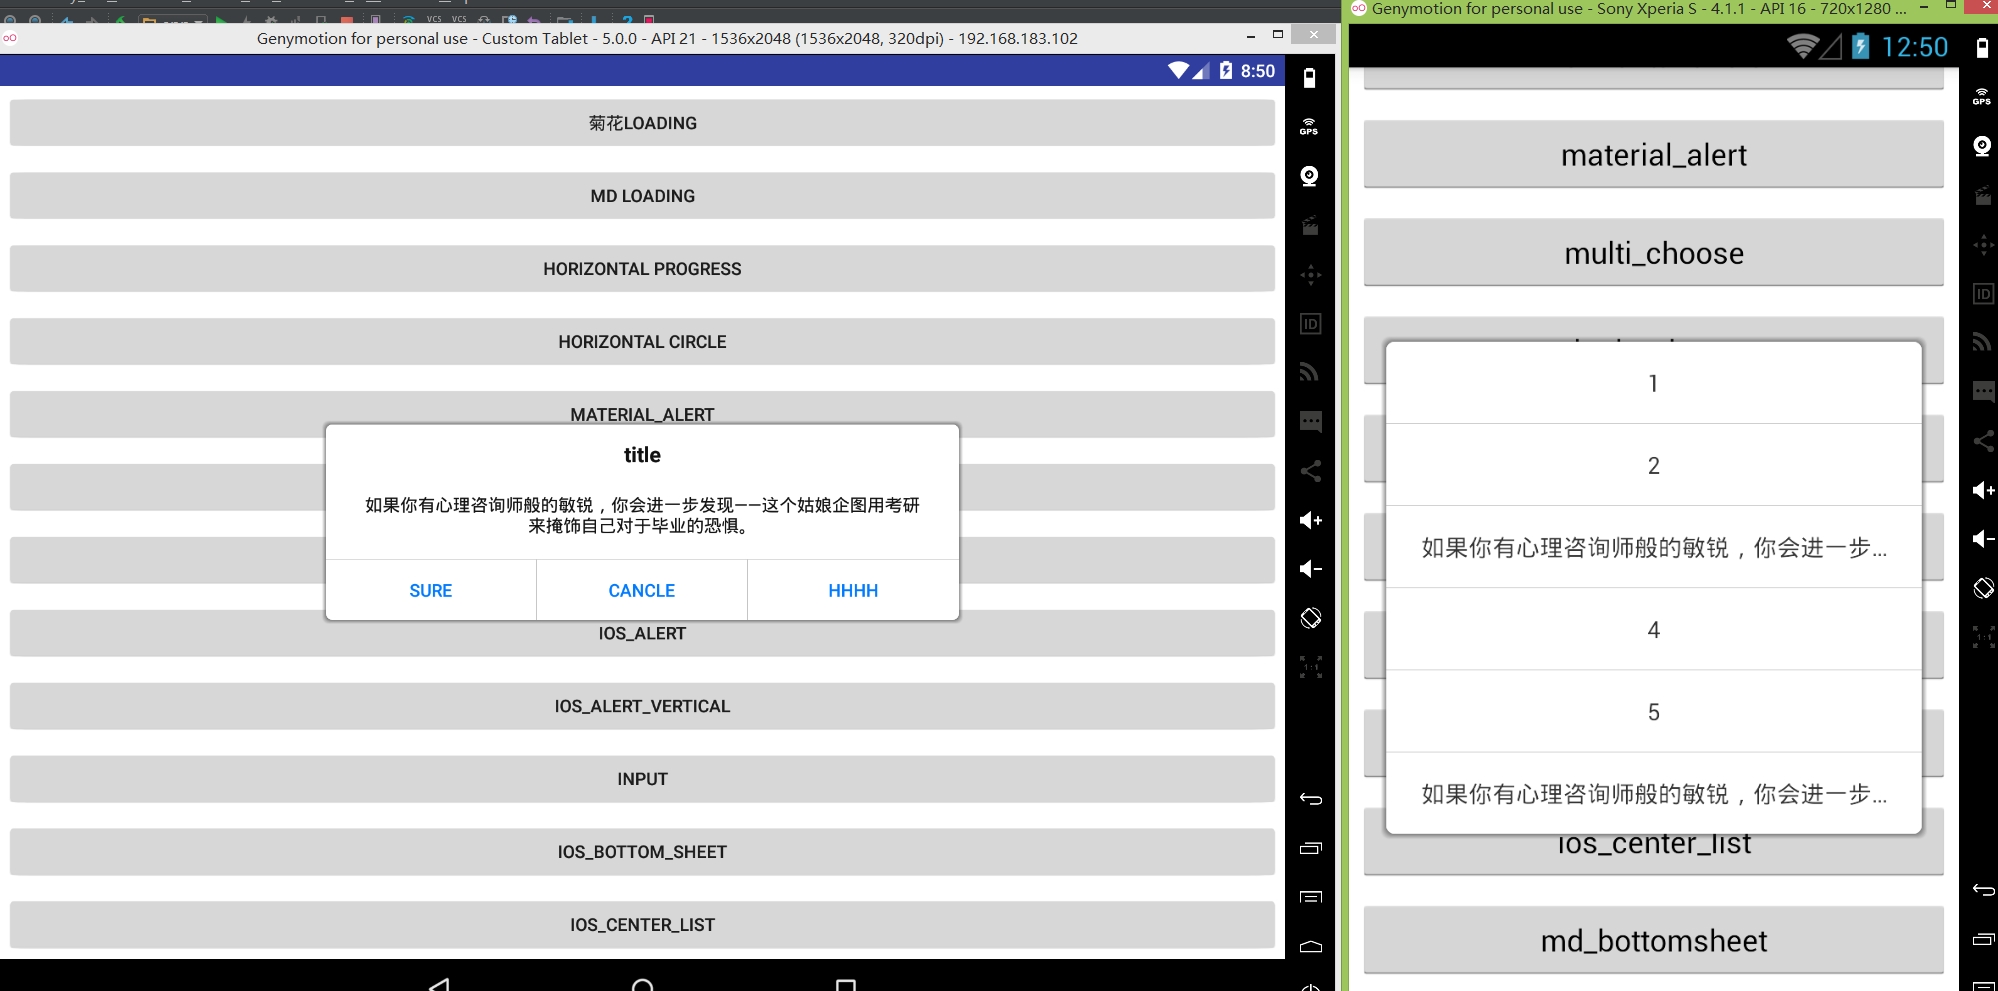 Genymotion for personal use - Custom Tablet - 5.0.0 - API 21 - 1536x2048 (1536x2048, 320dpi) - 192.168.183.102
8:50
菊花LOADING
MD LOADING
HORIZONTAL PROGRESS
HORIZONTAL CIRCLE
MATERIAL_ALERT
title
如果你有心理咨询师般的敏锐，你会进一步发现——这个姑娘企图用考研
来掩饰自己对于毕业的恐惧。
SURE
CANCLE
HHHH
IOS_ALERT
IOS_ALERT_VERTICAL
INPUT
IOS_BOTTOM_SHEET
IOS_CENTER_LIST
GPS
ID
1:1
Genymotion for personal use - Sony Xperia S - 4.1.1 - API 16 - 720x1280 ...
12:50
material_alert
multi_choose
1
2
如果你有心理咨询师般的敏锐，你会进一步...
4
5
如果你有心理咨询师般的敏锐，你会进一步...
ios_center_list
md_bottomsheet
GPS
ID
1:1